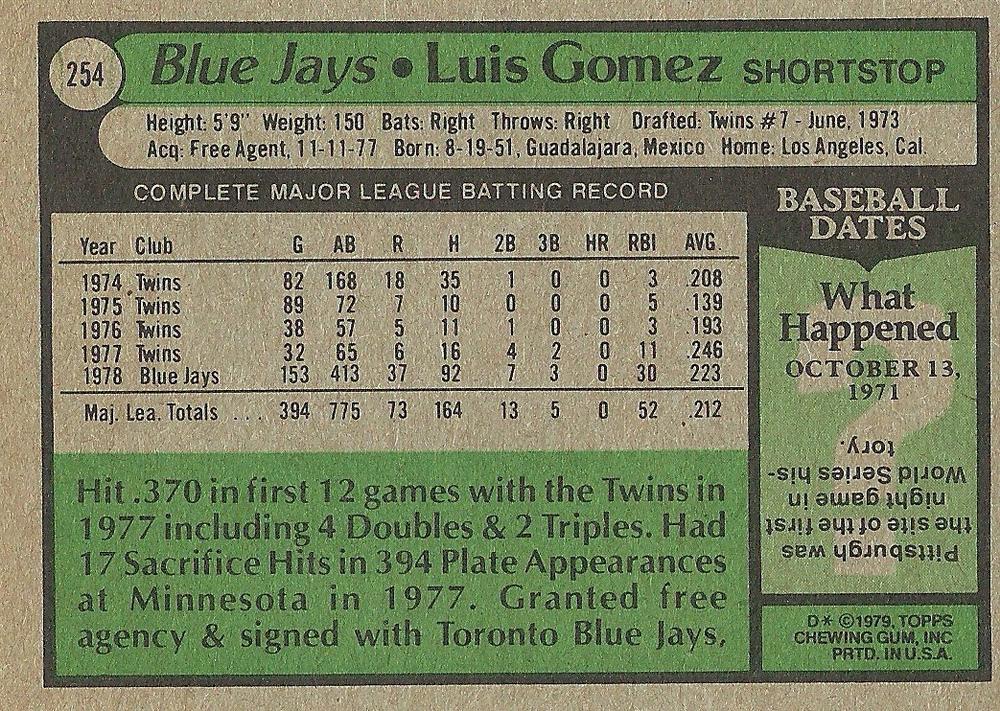 254 Blue Jays • Luis Gomez SHORTSTOP
Height: 5'9" Weight: 150 Bats: Right Throws: Right Drafted: Twins #7 - June, 1973
Acq: Free Agent, 11-11-77 Born: 8-19-51, Guadalajara, Mexico Home: Los Angeles, Cal.
COMPLETE MAJOR LEAGUE BATTING RECORD
Year Club G AB R H 2B 3B HR RBI AVG.
1974 Twins 82 168 18 35 1 0 0 3 .208
1975 Twins 89 72 7 10 0 0 0 5 .139
1976 Twins 38 57 5 11 1 0 0 3 .193
1977 Twins 32 65 6 16 4 2 0 11 .246
1978 Blue Jays 153 413 37 92 7 3 0 30 223
Maj. Lea. Totals ... 394 775 73 164 13 5 0 52 .212
Hit .370 in first 12 games with the Twins in
1977 including 4 Doubles & 2 Triples. Had
17 Sacrifice Hits in 394 Plate Appearances
at Minnesota in 1977. Granted free
agency & signed with Toronto Blue Jays,
BASEBALL
DATES
What
Happened
OCTOBER 13,
1971
?
Pittsburgh was
the site of the first
night game in
World Series his-
tory.
D* ©1979, TOPPS
CHEWING GUM, INC
PRTD. IN U.S.A.